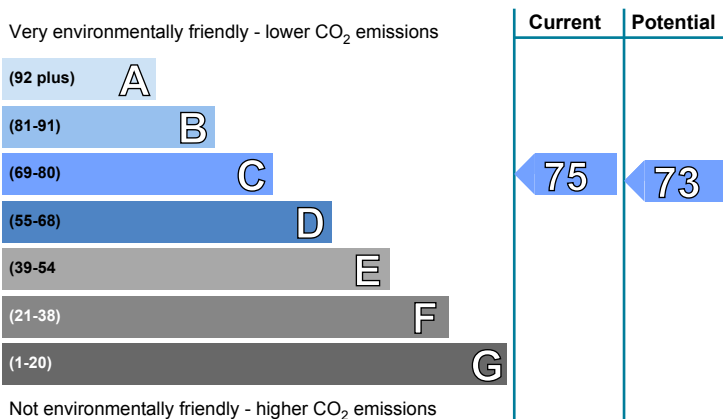 Current Potential
Very environmentally friendly - lower CO2 emissions
(92 plus) A
(81-91) B
(69-80) C 75 73
(55-68) D
(39-54 E
(21-38) F
(1-20) G
Not environmentally friendly - higher CO2 emissions